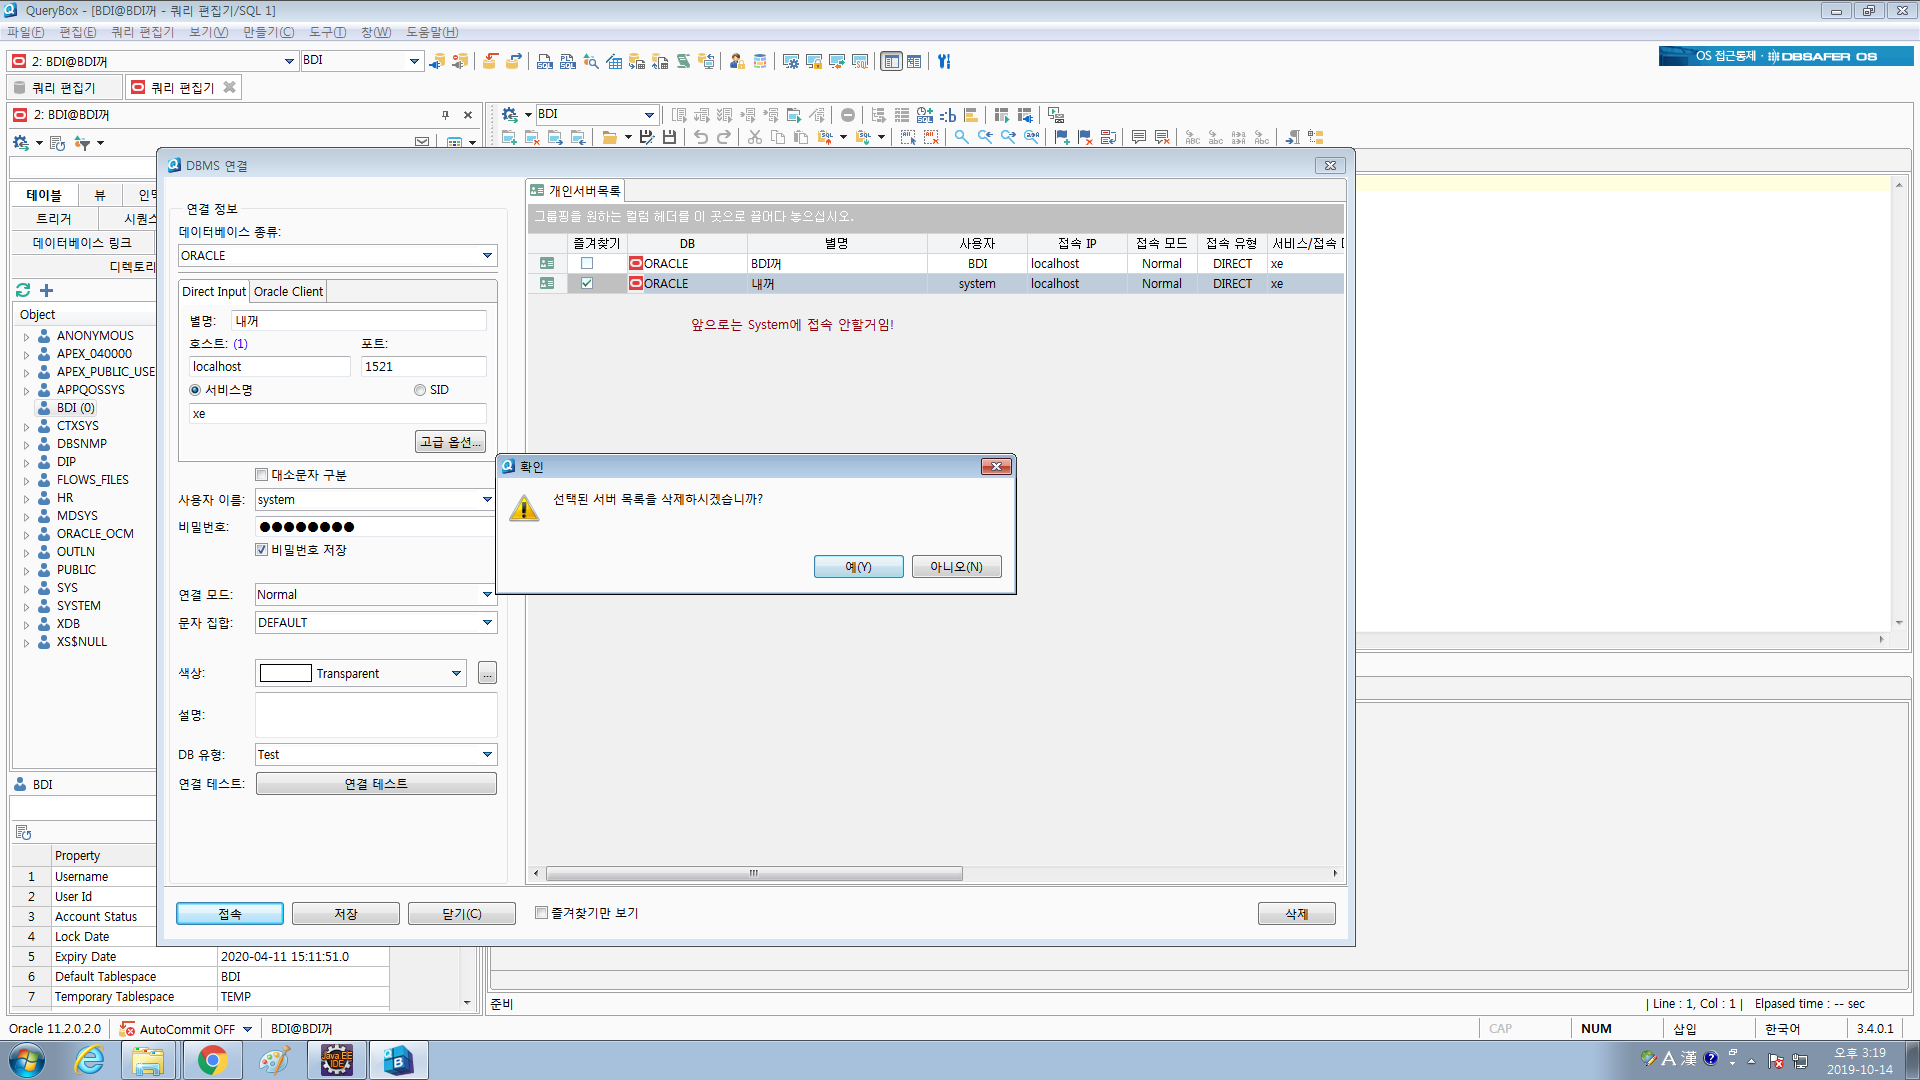 QueryBox - [BDI@BDI꺼 - 쿼리 편집기/SQL 1]
파일(F) 편집(E) 쿼리 편집기 보기(V) 만들기(C) 도구(T) 창(W) 도움말(H)
2: BDI@BDI꺼 BDI
OS 접근통제 · DBSAFER OS
쿼리 편집기 쿼리 편집기
2: BDI@BDI꺼
BDI
DBMS 연결
테이블 뷰
트리거
데이터베이스 링크
Object
ANONYMOUS
APEX_040000
APEX_PUBLIC_USE
APPQOSSYS
BDI (0)
CTXSYS
DBSNMP
DIP
FLOWS_FILES
HR
MDSYS
ORACLE_OCM
OUTLN
PUBLIC
SYS
SYSTEM
XDB
XS$NULL
연결 정보
데이터베이스 종류:
ORACLE
Direct Input Oracle Client
별명: 내꺼
호스트: (1) 포트:
localhost 1521
서비스명 SID
xe
고급 옵션...
대소문자 구분
사용자 이름: system
비밀번호: ●●●●●●●●
비밀번호 저장
연결 모드: Normal
문자 집합: DEFAULT
색상: Transparent ...
설명:
DB 유형: Test
연결 테스트: 연결 테스트
접속 저장 닫기(C) 즐겨찾기만 보기 삭제
개인서버목록
그룹핑을 원하는 컬럼 헤더를 이 곳으로 끌어다 놓으십시오.
즐겨찾기 DB 별명 사용자 접속 IP 접속 모드 접속 유형 서비스/접속
ORACLE BDI꺼 BDI localhost Normal DIRECT xe
ORACLE 내꺼 system localhost Normal DIRECT xe
앞으로는 System에 접속 안할거임!
확인
선택된 서버 목록을 삭제하시겠습니까?
예(Y) 아니오(N)
BDI
Property
1 Username
2 User Id
3 Account Status
4 Lock Date
5 Expiry Date 2020-04-11 15:11:51.0
6 Default Tablespace BDI
7 Temporary Tablespace TEMP
준비 | Line : 1, Col : 1 | Elpased time : -- sec
Oracle 11.2.0.2.0 AutoCommit OFF BDI@BDI꺼 CAP NUM 삽입 한국어 3.4.0.1
Java EE IDE
A 漢
오후 3:19
2019-10-14